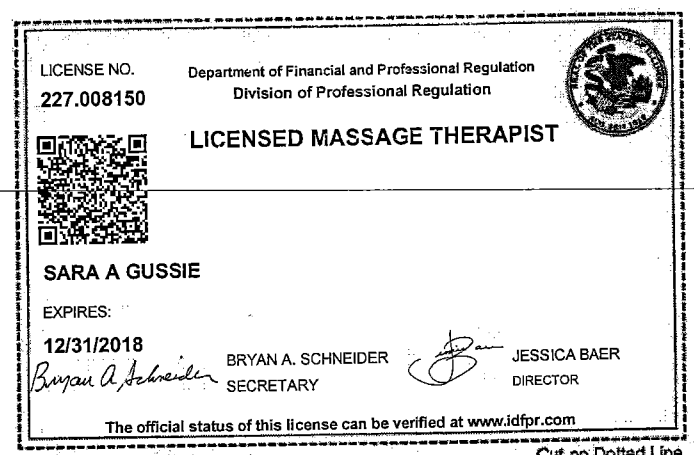 LICENSE NO.
227.008150
Department of Financial and Professional Regulation
Division of Professional Regulation
LICENSED MASSAGE THERAPIST
SARA A GUSSIE
EXPIRES:
12/31/2018
Bryan A. Schneider
BRYAN A. SCHNEIDER
SECRETARY
JESSICA BAER
DIRECTOR
The official status of this license can be verified at www.idfpr.com
Cut on Dotted Line